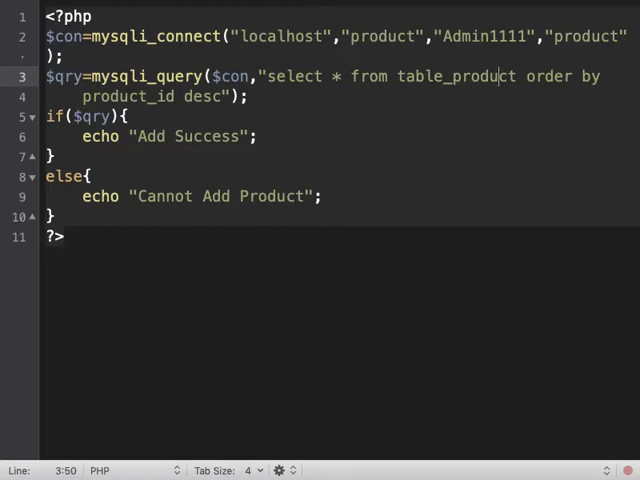 1 <?php
2 $con=mysqli_connect("localhost","product","Admin1111","product"
);
3 $qry=mysqli_query($con,"select * from table_product order by
4 product_id desc");
5 if($qry){
6 echo "Add Success";
7 }
8 else{
9 echo "Cannot Add Product";
10 }
11 ?>
Line: 3:50 PHP Tab Size: 4